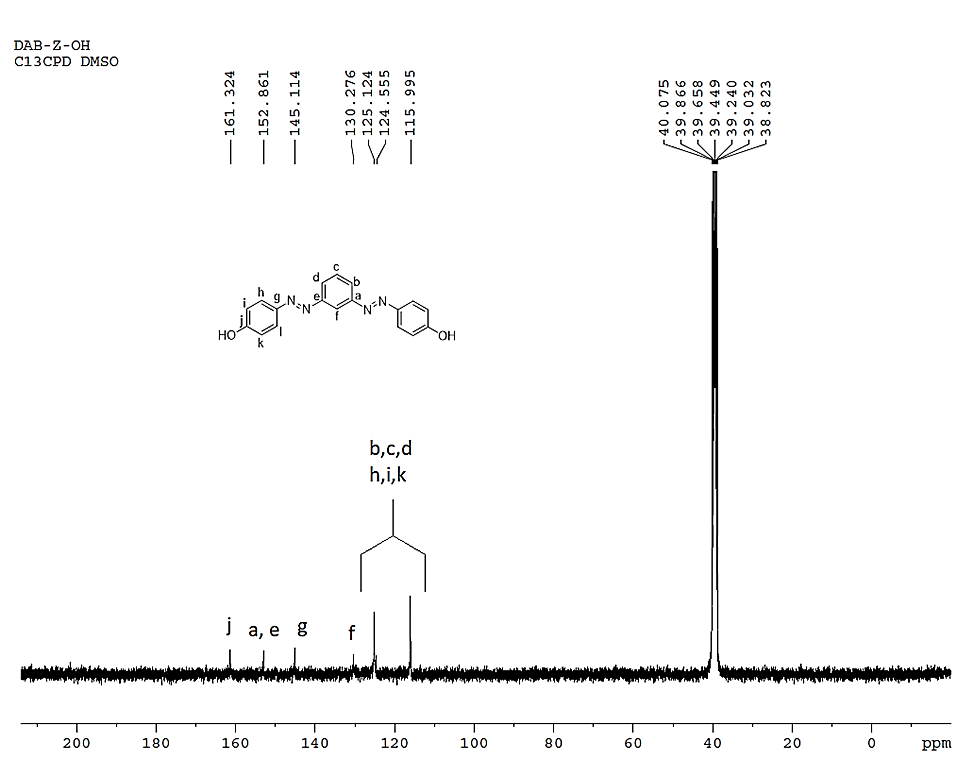 DAB-Z-OH
C13CPD DMSO
161.324
152.861
145.114
130.276
125.124
124.555
115.995
40.075
39.866
39.658
39.449
39.240
39.032
38.823
c
d
b
h
g
N
e
a
N
i
N
f
N
j
HO
k
l
OH
b,c,d
h,i,k
j
a, e
g
f
200 180 160 140 120 100 80 60 40 20 0 ppm